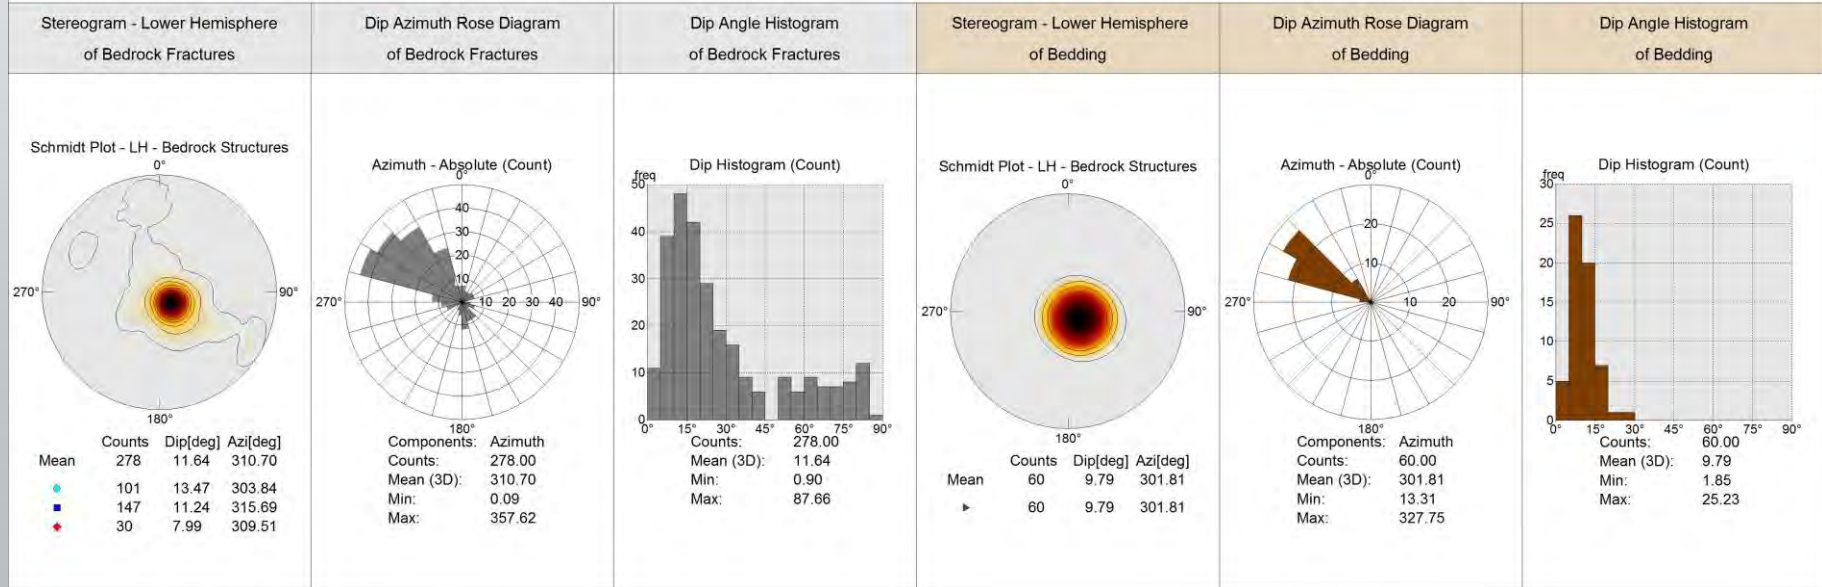 Stereogram - Lower Hemisphere
of Bedrock Fractures
Dip Azimuth Rose Diagram
of Bedrock Fractures
Dip Angle Histogram
of Bedrock Fractures
Stereogram - Lower Hemisphere
of Bedding
Dip Azimuth Rose Diagram
of Bedding
Dip Angle Histogram
of Bedding
Schmidt Plot - LH - Bedrock Structures
0°
270°
90°
180°
Counts Dip[deg] Azi[deg]
Mean 278 11.64 310.70
101 13.47 303.84
147 11.24 315.69
30 7.99 309.51
Azimuth - Absolute (Count)
0°
40
30
20
10
270°
10 20 30 40 90°
180°
Components: Azimuth
Counts: 278.00
Mean (3D): 310.70
Min: 0.09
Max: 357.62
Dip Histogram (Count)
freq
50
40
30
20
10
0
0° 15° 30° 45° 60° 75° 90°
Counts: 278.00
Mean (3D): 11.64
Min: 0.90
Max: 87.66
Schmidt Plot - LH - Bedrock Structures
0°
270°
90°
180°
Counts Dip[deg] Azi[deg]
Mean 60 9.79 301.81
60 9.79 301.81
Azimuth - Absolute (Count)
0°
20
10
270°
10 20 90°
180°
Components: Azimuth
Counts: 60.00
Mean (3D): 301.81
Min: 13.31
Max: 327.75
Dip Histogram (Count)
freq
30
25
20
15
10
5
0
0° 15° 30° 45° 60° 75° 90°
Counts: 60.00
Mean (3D): 9.79
Min: 1.85
Max: 25.23